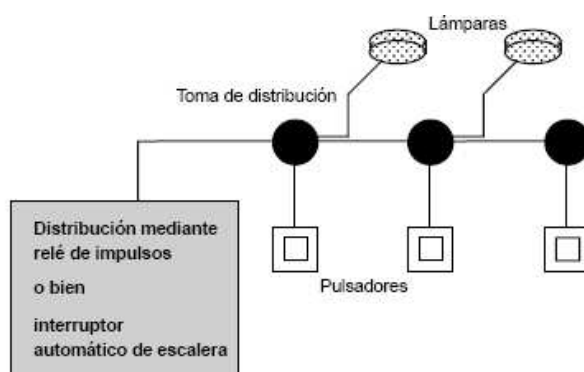 Lámparas
Toma de distribución
Distribución mediante
relé de impulsos
o bien
interruptor
automático de escalera
Pulsadores